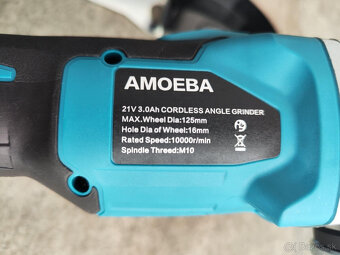 AMOEBA
21V 3.0Ah CORDLESS ANGLE GRINDER
MAX.Wheel Dia:125mm
Hole Dia of Wheel:16mm
Rated Speed:10000r/min
Spindle Threed:M10